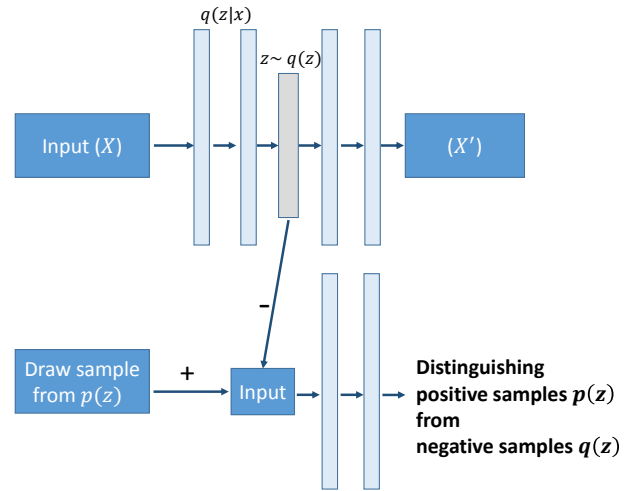 q(z|x)
z~ q(z)
Input (X)
(X′)
-
Draw sample
from p(z)
+
Input
Distinguishing
positive samples p(z)
from
negative samples q(z)